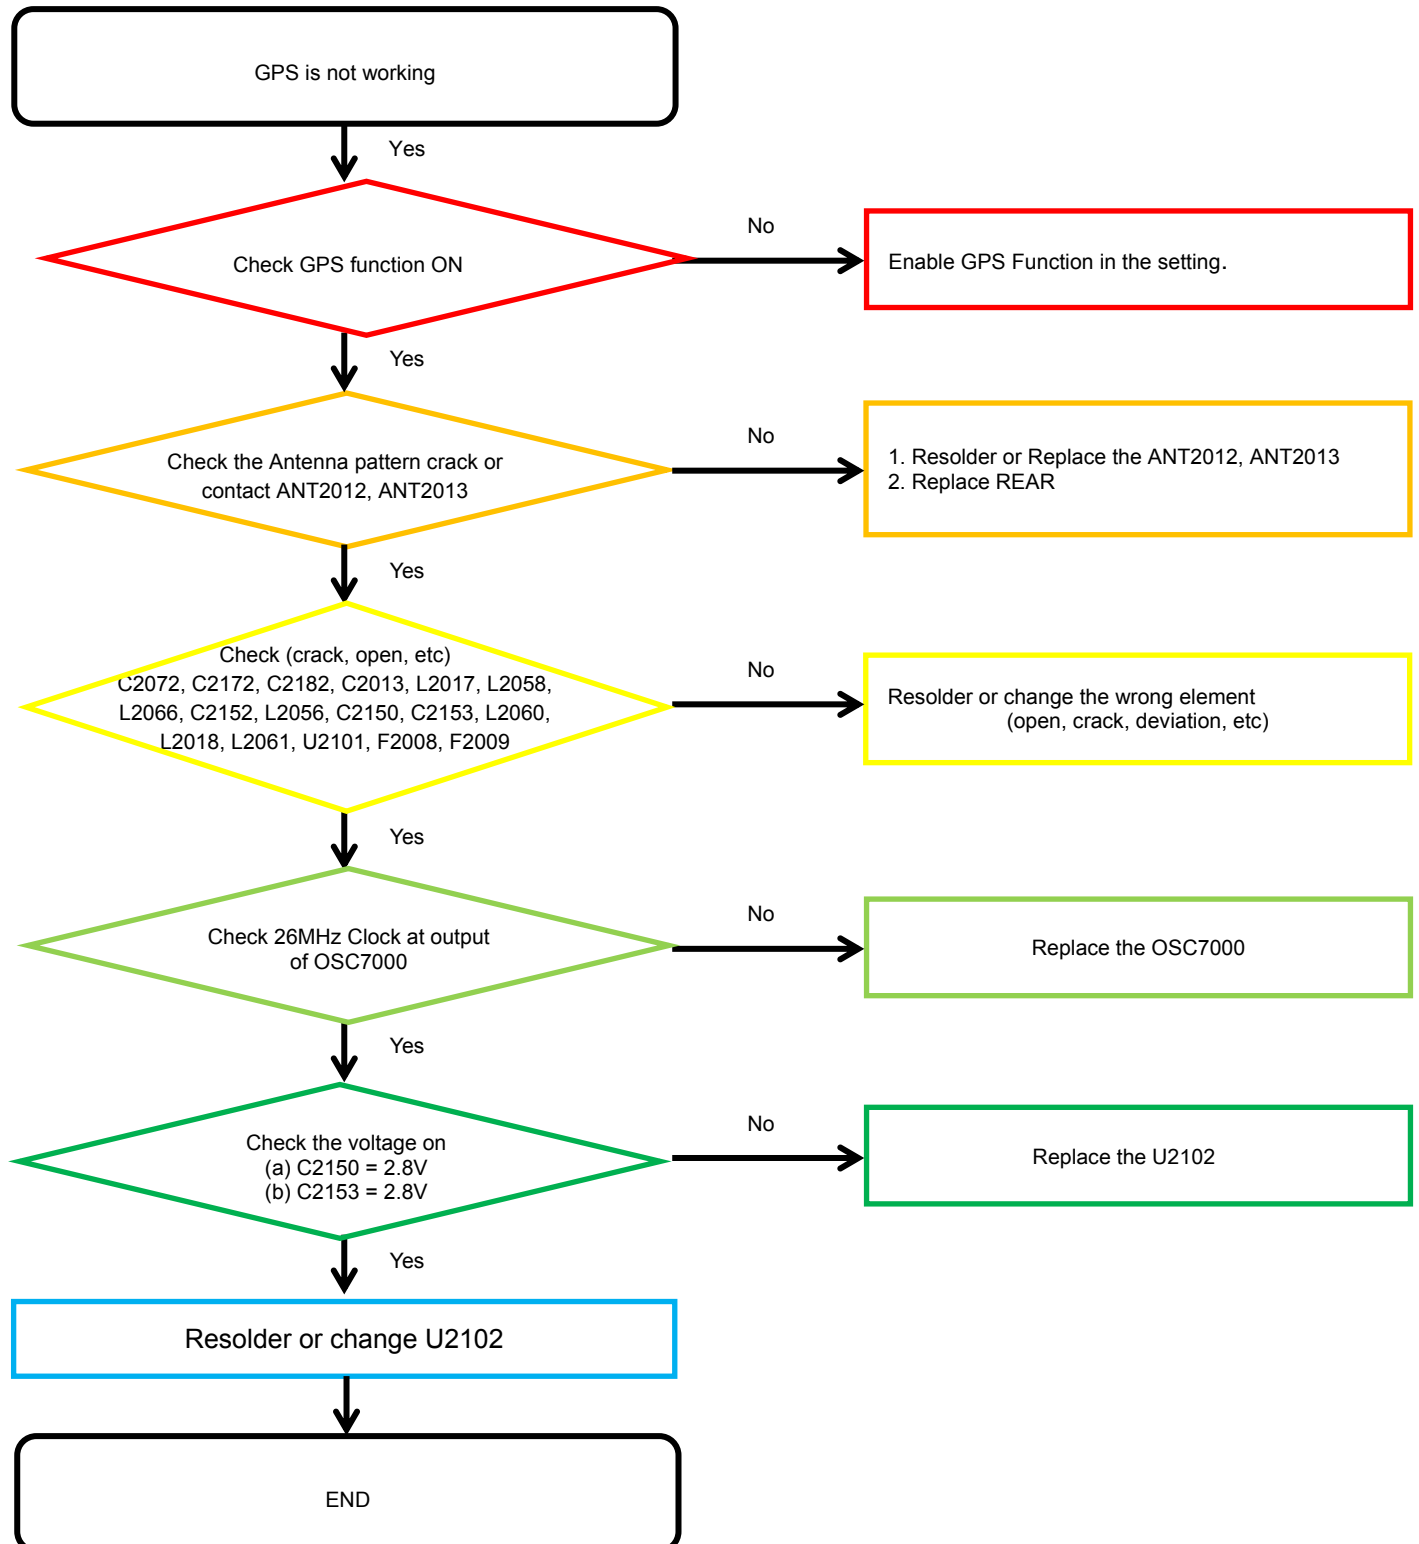 GPS is not working
Yes
Check GPS function ON
No
Enable GPS Function in the setting.
Yes
Check the Antenna pattern crack or
contact ANT2012, ANT2013
No
1. Resolder or Replace the ANT2012, ANT2013
2. Replace REAR
Yes
Check (crack, open, etc)
C2072, C2172, C2182, C2013, L2017, L2058,
L2066, C2152, L2056, C2150, C2153, L2060,
L2018, L2061, U2101, F2008, F2009
No
Resolder or change the wrong element
(open, crack, deviation, etc)
Yes
Check 26MHz Clock at output
of OSC7000
No
Replace the OSC7000
Yes
Check the voltage on
(a) C2150 = 2.8V
(b) C2153 = 2.8V
No
Replace the U2102
Yes
Resolder or change U2102
END